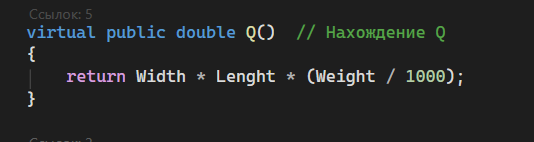 Ссылок: 5
virtual public double Q() // Нахождение Q
{
return Width * Lenght * (Weight / 1000);
}